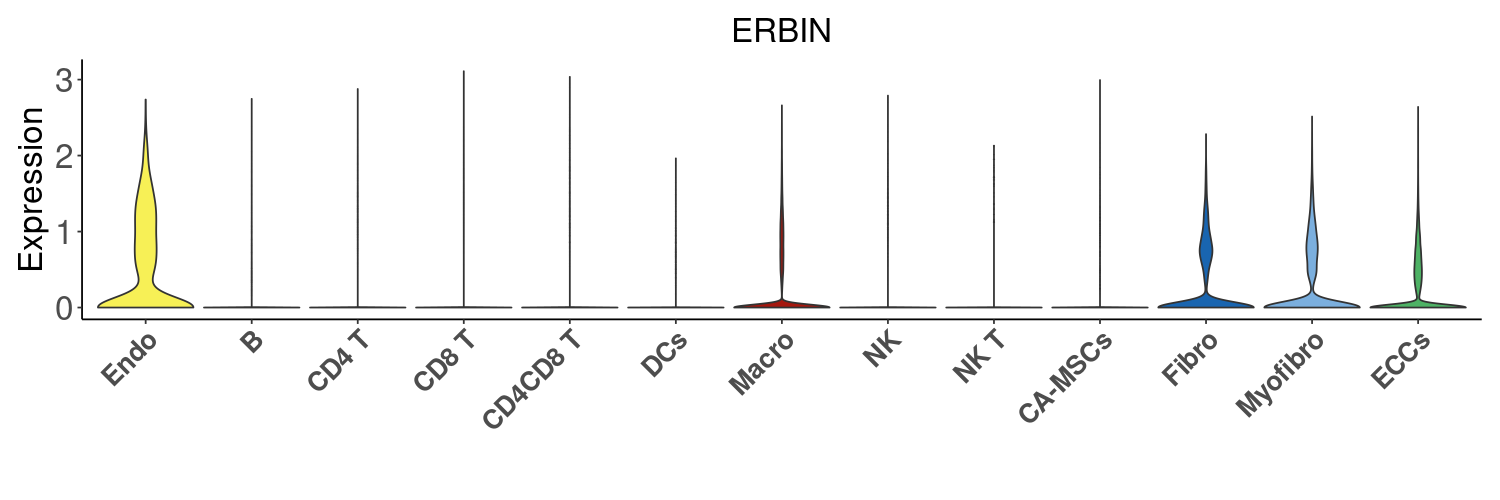 ERBIN
Expression
3
2
1
0
Endo
B
CD4 T
CD8 T
CD4CD8 T
DCs
Macro
NK
NK T
CA-MSCs
Fibro
Myofibro
ECCs